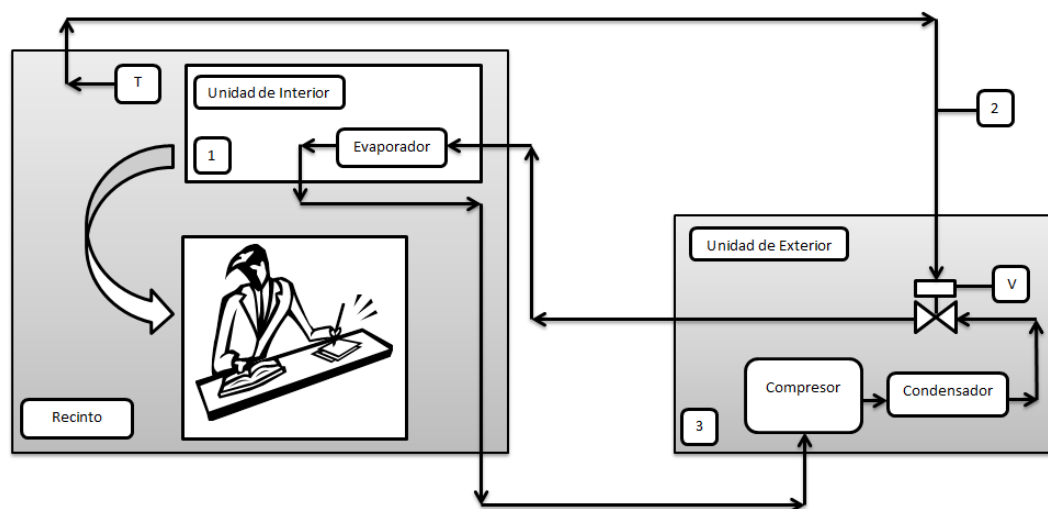 T
Unidad de Interior
2
1
Evaporador
Unidad de Exterior
V
Compresor
Condensador
Recinto
3